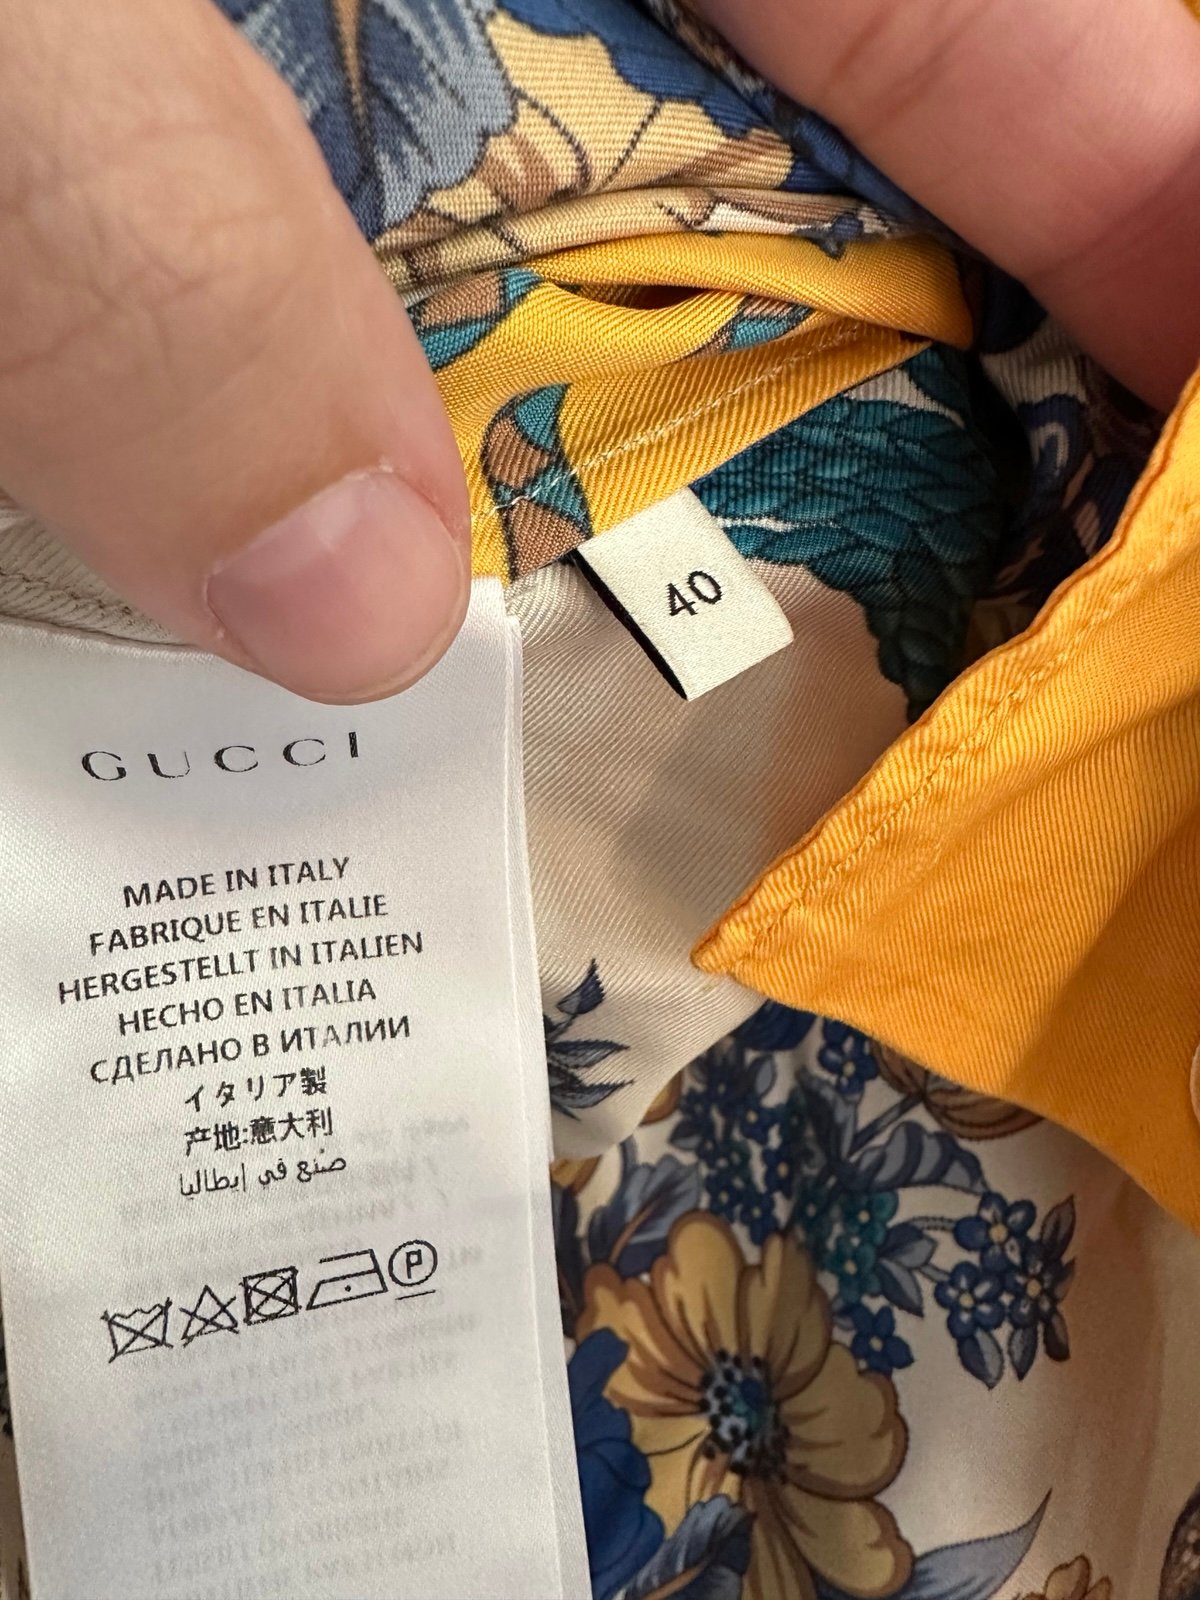 40
GUCCI
MADE IN ITALY
FABRIQUE EN ITALIE
HERGESTELLT IN ITALIEN
HECHO EN ITALIA
СДЕЛАНО В ИТАЛИИ
イタリア製
产地:意大利
صنع في إيطاليا
P